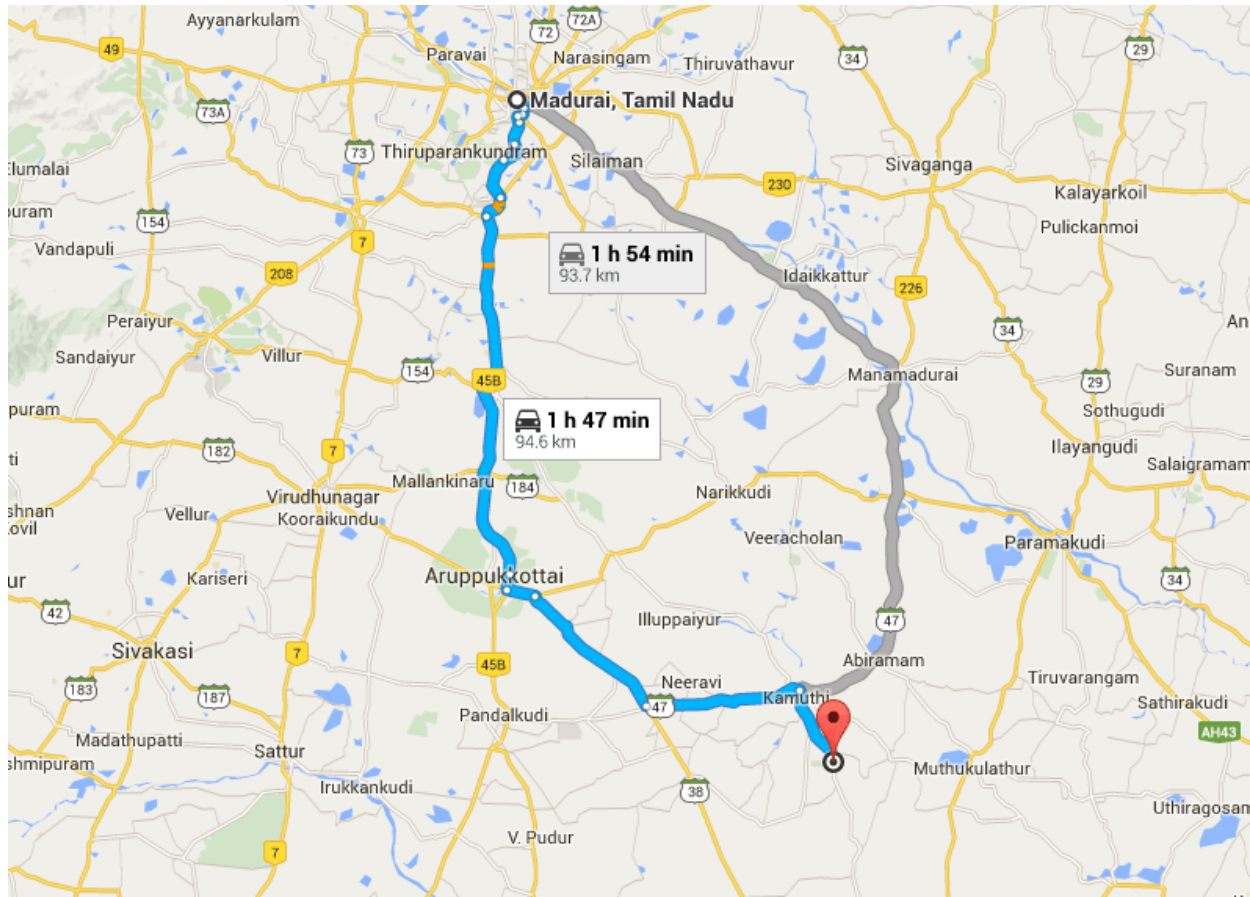 Ayyanarkulam
72
72A
49
Paravai
Narasingam
Thiruvathavur
34
29
73A
Madurai, Tamil Nadu
73
Thiruparankundram
Silaiman
Sivaganga
230
Kalayarkoil
Elumalai
puram
154
Pulickanmoi
Vandapuli
7
1 h 54 min
93.7 km
208
Idaikkattur
226
Peraiyur
34
An
Sandaiyur
Villur
154
45B
Manamadurai
29
Suranam
puram
Sothugudi
1 h 47 min
94.6 km
182
7
Ilayangudi
ti
Salaigramam
Mallankinaru
184
Narikkudi
Virudhunagar
shnan
Kovil
Vellur
Kooraikundu
Veeracholan
Paramakudi
ur
Kariseri
Aruppukkottai
34
42
Illuppaiyur
47
Sivakasi
7
45B
Abiramam
183
187
Neeravi
Kamuthi
Tiruvarangam
Sathirakudi
47
Pandalkudi
Madathupatti
Sattur
AH43
shmipuram
Muthukulathur
Irukkankudi
38
Uthiragosam
V. Pudur
7